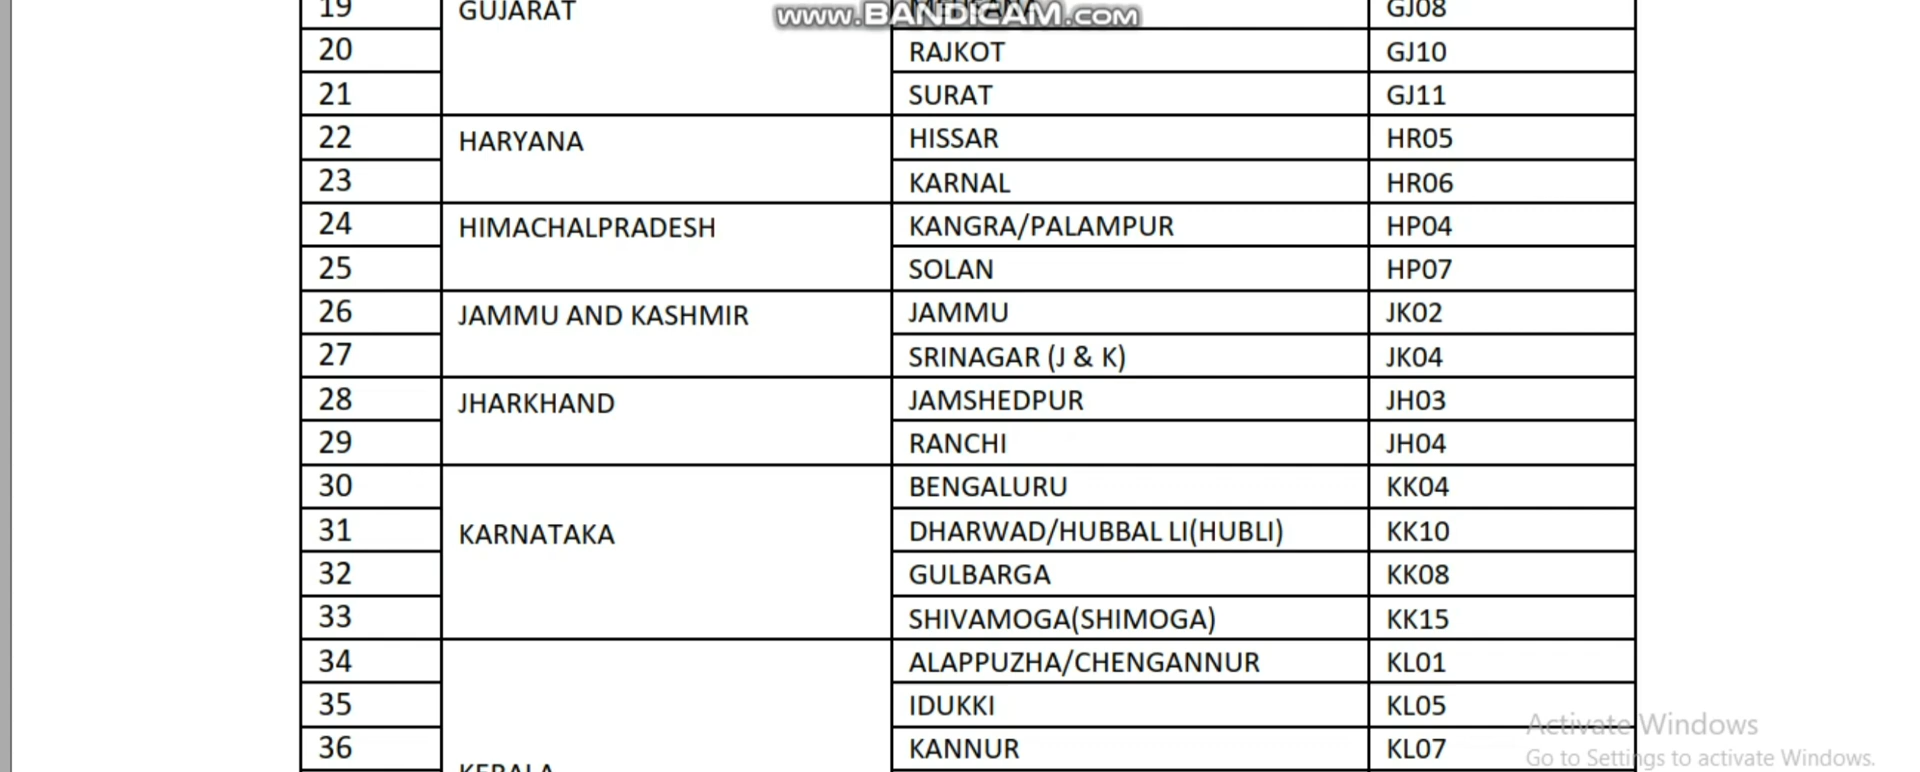 www.BANDICAM.com
19 GUJARAT MEHSANA GJ08
20 RAJKOT GJ10
21 SURAT GJ11
22 HARYANA HISSAR HR05
23 KARNAL HR06
24 HIMACHALPRADESH KANGRA/PALAMPUR HP04
25 SOLAN HP07
26 JAMMU AND KASHMIR JAMMU JK02
27 SRINAGAR (J & K) JK04
28 JHARKHAND JAMSHEDPUR JH03
29 RANCHI JH04
30 BENGALURU KK04
31 KARNATAKA DHARWAD/HUBBAL LI(HUBLI) KK10
32 GULBARGA KK08
33 SHIVAMOGA(SHIMOGA) KK15
34 ALAPPUZHA/CHENGANNUR KL01
35 IDUKKI KL05
36 KANNUR KL07
KERALA
Activate Windows
Go to Settings to activate Windows.